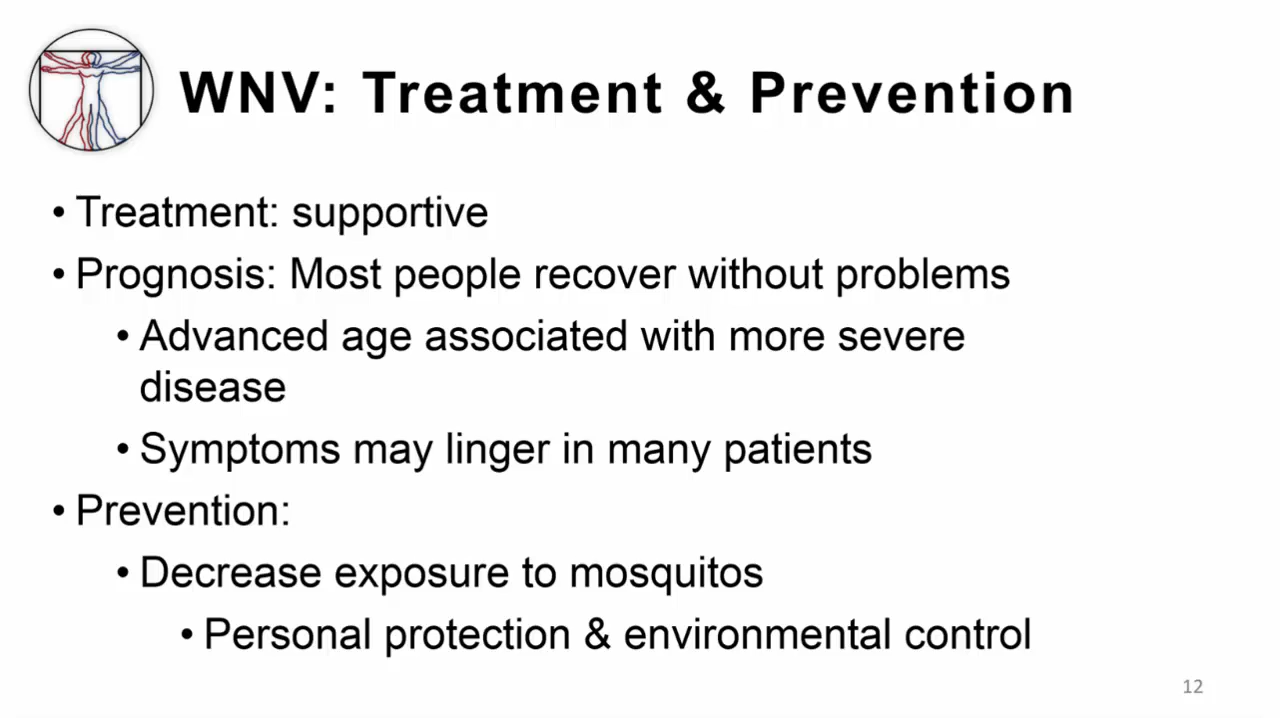 WNV: Treatment & Prevention
• Treatment: supportive
• Prognosis: Most people recover without problems
• Advanced age associated with more severe
disease
• Symptoms may linger in many patients
• Prevention:
• Decrease exposure to mosquitos
• Personal protection & environmental control
12